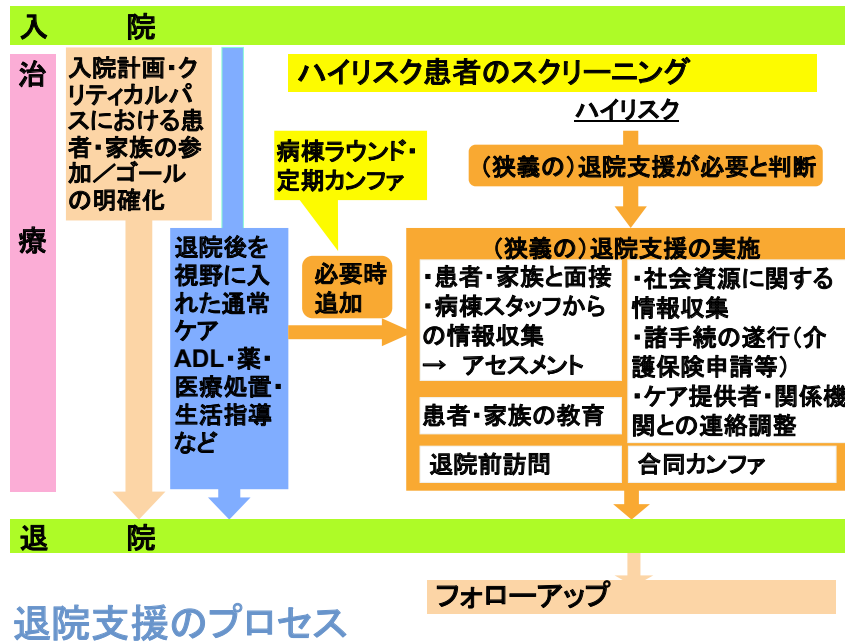 入　　院
治
療
入院計画・ク
リティカルパ
スにおける患
者・家族の参
加／ゴール
の明確化
ハイリスク患者のスクリーニング
ハイリスク
病棟ラウンド・
定期カンファ
（狭義の）退院支援が必要と判断
退院後を
視野に入
れた通常
ケア
ADL・薬・
医療処置・
生活指導
など
必要時
追加
（狭義の）退院支援の実施
・患者・家族と面接
・病棟スタッフから
の情報収集
→　アセスメント
患者・家族の教育
退院前訪問
・社会資源に関する
情報収集
・諸手続の遂行（介
護保険申請等）
・ケア提供者・関係機
関との連絡調整
合同カンファ
退　　院
フォローアップ
退院支援のプロセス